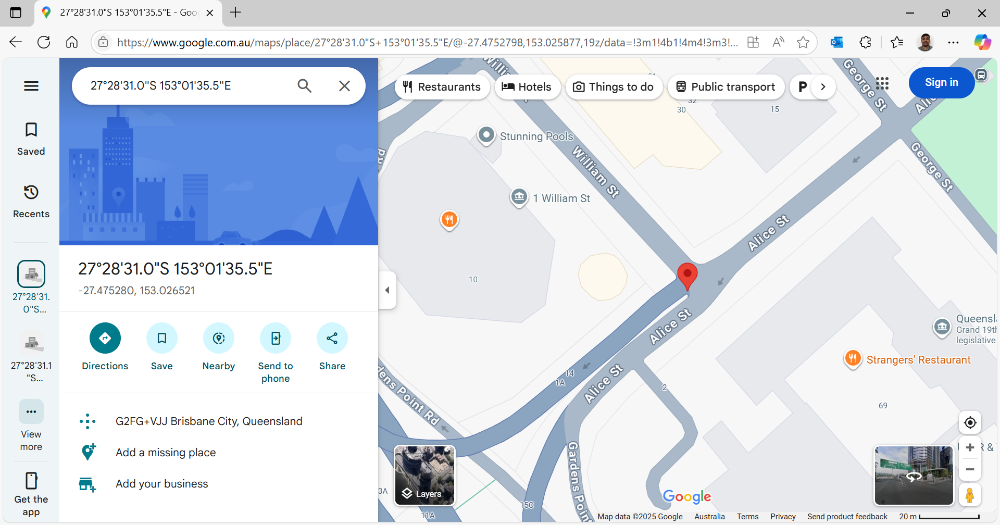 27°28'31.0"S 153°01'35.5"E - Goo
https://www.google.com.au/maps/place/27°28'31.0"S+153°01'35.5"E/@-27.4752798,153.025877,19z/data=!3m1!4b1!4m4!3m3!...
27°28'31.0"S 153°01'35.5"E
Saved
Recents
27°28'31.
0"S...
27°28'31.1
"S...
View
more
Get the
app
27°28'31.0"S 153°01'35.5"E
-27.475280, 153.026521
Directions
Save
Nearby
Send to
phone
Share
G2FG+VJJ Brisbane City, Queensland
Add a missing place
Add your business
Restaurants
Hotels
Things to do
Public transport
P
Sign in
George St
32
30
15
Stunning Pools
William St
George St
1 William St
Alice St
10
Alice St
Queensl
Grand 19th
legislative
Strangers' Restaurant
14
1A
Alice St
2
69
dens Point Rd
Gardens Poin
3A
15C
11A
Layers
Google
Map data ©2025 Google
Australia
Terms
Privacy
Send product feedback
20 m